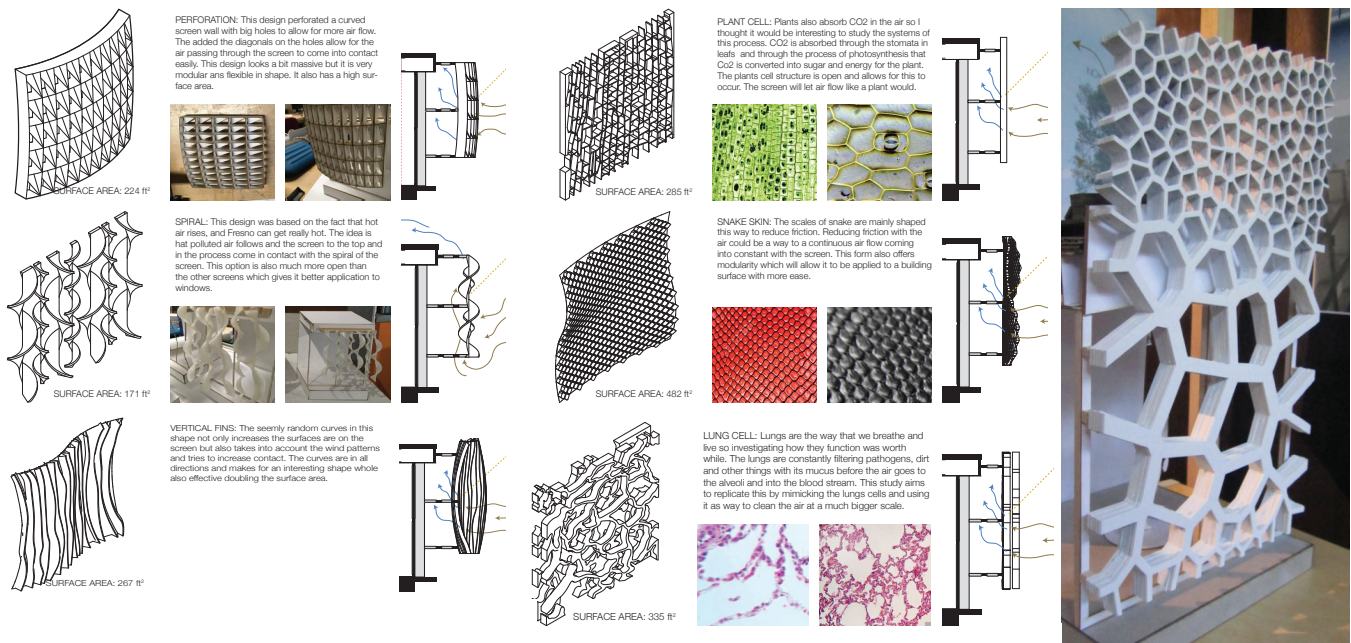 PERFORATION: This design perforated a curved
screen wall with big holes to allow for more air flow.
The added the diagonals on the holes allow for the
air passing through the screen to come into contact
easily. This design looks a bit massive but it is very
modular ans flexible in shape. It also has a high sur-
face area.
SURFACE AREA: 224 ft²
SPIRAL: This design was based on the fact that hot
air rises, and Fresno can get really hot. The idea is
hat polluted air follows and the screen to the top and
in the process come in contact with the spiral of the
screen. This option is also much more open than
the other screens which gives it better application to
windows.
SURFACE AREA: 171 ft²
VERTICAL FINS: The seemly random curves in this
shape not only increases the surfaces are on the
screen but also takes into account the wind patterns
and tries to increase contact. The curves are in all
directions and makes for an interesting shape whole
also effective doubling the surface area.
SURFACE AREA: 267 ft²
PLANT CELL: Plants also absorb CO2 in the air so I
thought it would be interesting to study the systems of
this process. CO2 is absorbed through the stomata in
leafs and through the process of photosynthesis that
Co2 is converted into sugar and energy for the plant.
The plants cell structure is open and allows for this to
occur. The screen will let air flow like a plant would.
SURFACE AREA: 285 ft²
SNAKE SKIN: The scales of snake are mainly shaped
this way to reduce friction. Reducing friction with the
air could be a way to a continuous air flow coming
into constant with the screen. This form also offers
modularity which will allow it to be applied to a building
surface with more ease.
SURFACE AREA: 482 ft²
LUNG CELL: Lungs are the way that we breathe and
live so investigating how they function was worth
while. The lungs are constantly filtering pathogens, dirt
and other things with its mucus before the air goes to
the alveoli and into the blood stream. This study aims
to replicate this by mimicking the lungs cells and using
it as way to clean the air at a much bigger scale.
SURFACE AREA: 335 ft²